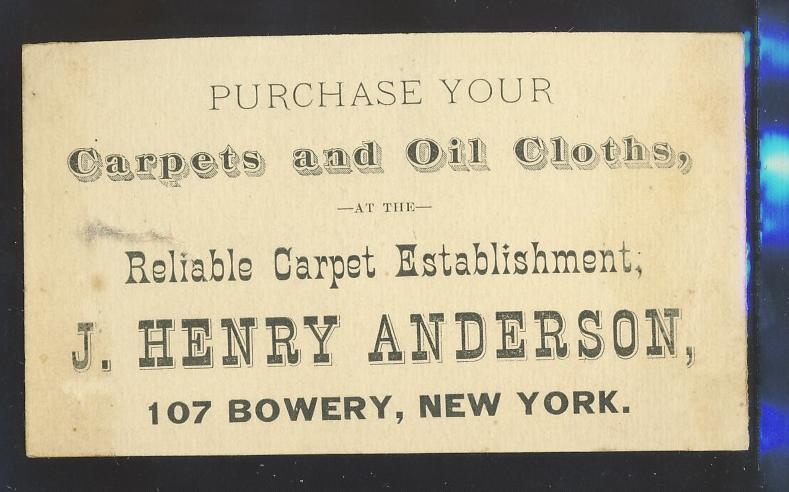 PURCHASE YOUR
Carpets and Oil Cloths,
—AT THE—
Reliable Carpet Establishment,
J. HENRY ANDERSON,
107 BOWERY, NEW YORK.